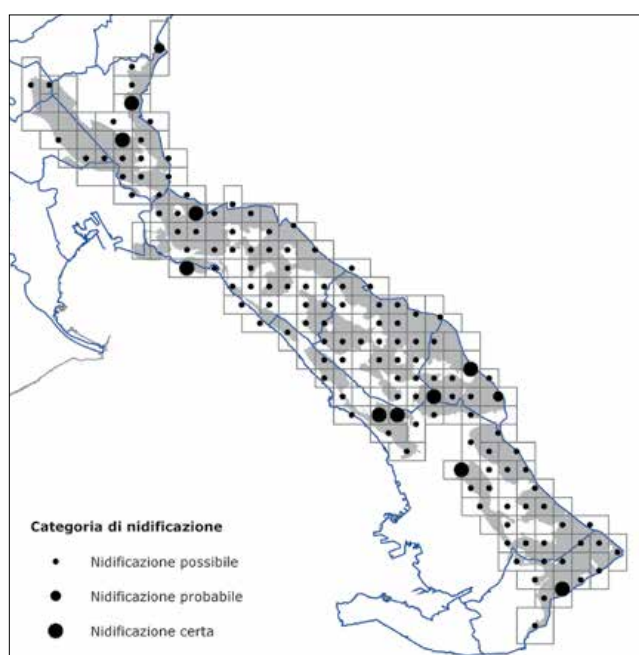 Categoria di nidificazione
Nidificazione possibile
Nidificazione probabile
Nidificazione certa